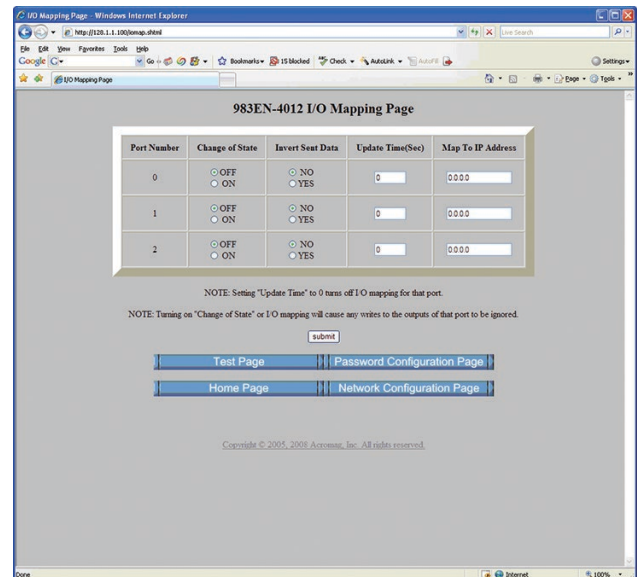 I/O Mapping Page - Windows Internet Explorer
http://128.1.1.100/iomap.shtml
Live Search
File Edit View Favorites Tools Help
Google
Go
Bookmarks
15 blocked
Check
AutoLink
AutoFill
Settings
I/O Mapping Page
Page
Tools
983EN-4012 I/O Mapping Page
Port Number Change of State Invert Sent Data Update Time(Sec) Map To IP Address
0 OFF ON NO YES 0 0.0.0.0
1 OFF ON NO YES 0 0.0.0.0
2 OFF ON NO YES 0 0.0.0.0
NOTE: Setting "Update Time" to 0 turns off I/O mapping for that port.
NOTE: Turning on "Change of State" or I/O mapping will cause any writes to the outputs of that port to be ignored.
submit
Test Page Password Configuration Page
Home Page Network Configuration Page
Copyright © 2005, 2008 Acromag, Inc. All rights reserved.
Done Internet 100%